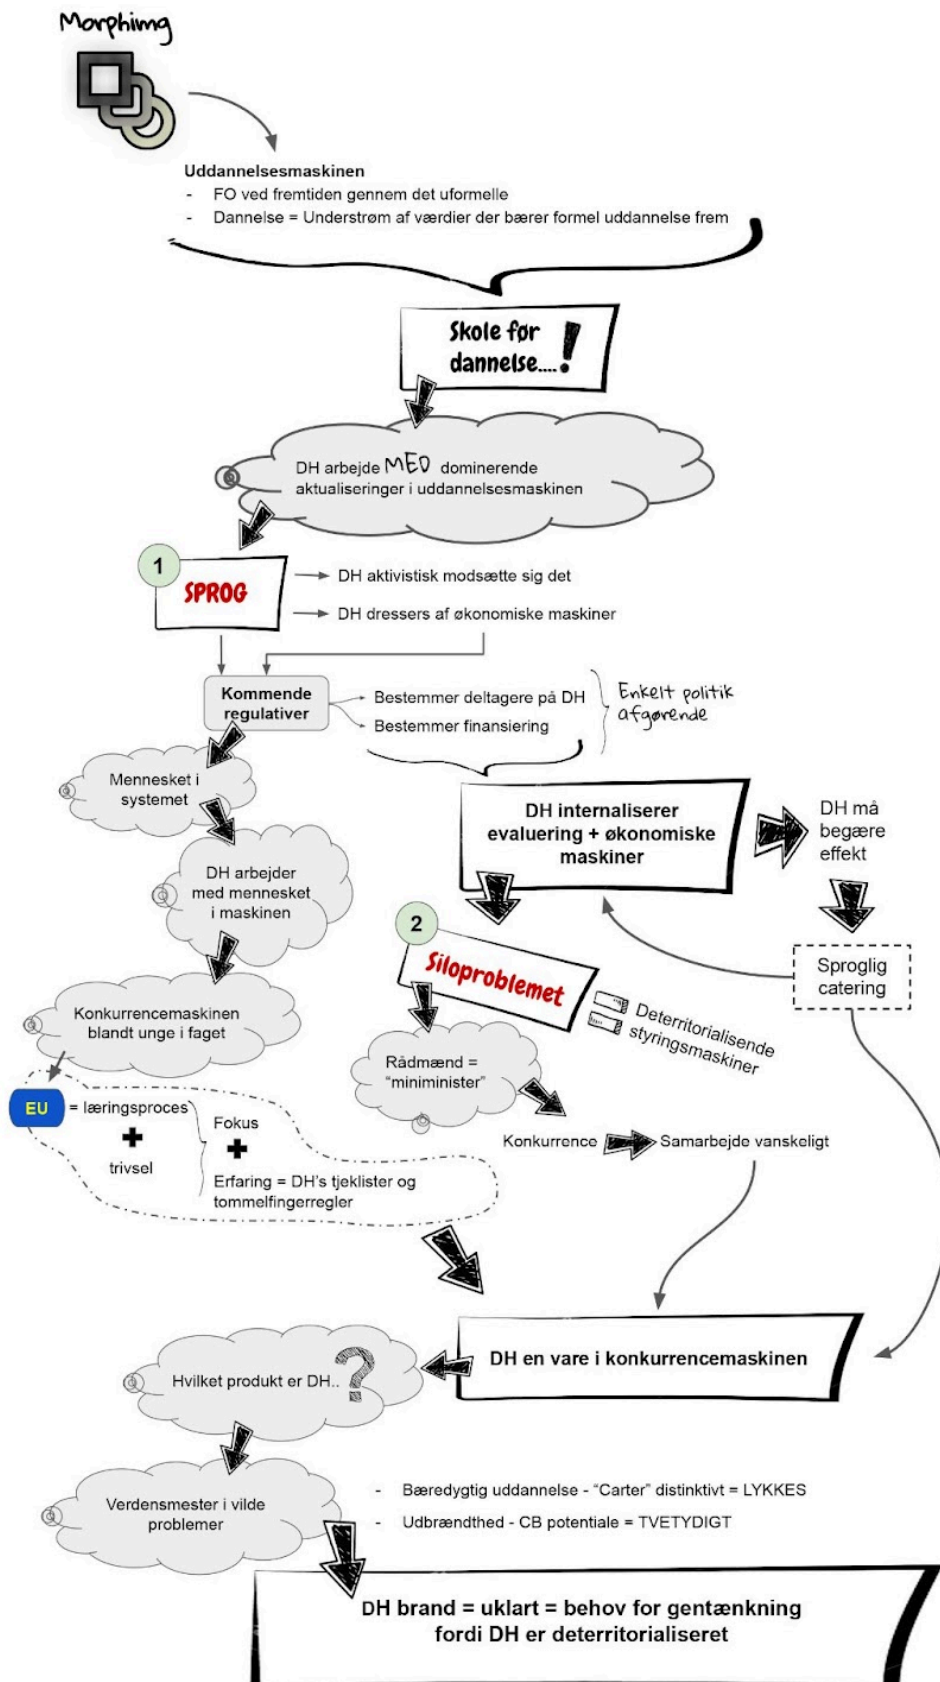 Morphimg
Uddannelsesmaskinen
- FO ved fremtiden gennem det uformelle
- Dannelse = Understrøm af værdier der bærer formel uddannelse frem
Skole før
dannelse.... !
DH arbejde MED dominerende
aktualiseringer i uddannelsesmaskinen
1
SPROG
DH aktivistisk modsætte sig det
DH dressers af økonomiske maskiner
Kommende
regulativer
Bestemmer deltagere på DH
Bestemmer finansiering
Enkelt politik
afgørende
Mennesket i
systemet
DH internaliserer
evaluering + økonomiske
maskiner
DH må
begære
effekt
DH arbejder
med mennesket
i maskinen
2
Siloproblemet
Sproglig
catering
Deterritorialisende
styringsmaskiner
Konkurrencemaskinen
blandt unge i faget
Rådmænd =
“miniminister”
EU = læringsproces
+
trivsel
Fokus
+
Erfaring = DH's tjeklister og
tommelfingerregler
Konkurrence
Samarbejde vanskeligt
DH en vare i konkurrencemaskinen
Hvilket produkt er DH.. ?
Verdensmester i vilde
problemer
- Bæredygtig uddannelse - “Carter” distinktivt = LYKKES
- Udbrændthed - CB potentiale = TVETYDIGT
DH brand = uklart = behov for gentænkning
fordi DH er deterritorialiseret